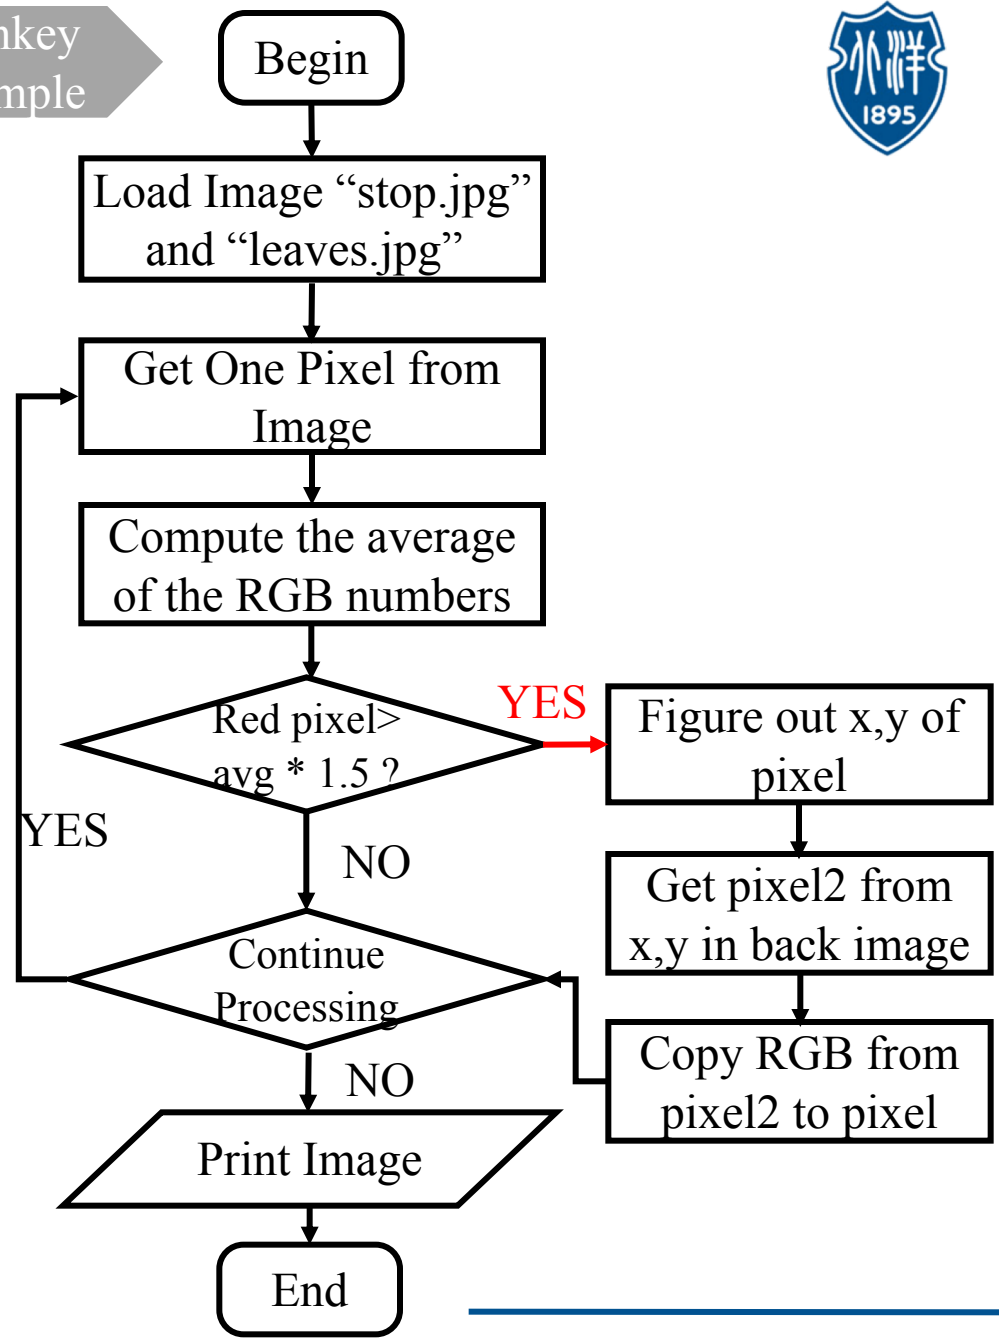 Begin
Load Image “stop.jpg”
and “leaves.jpg”
Get One Pixel from
Image
Compute the average
of the RGB numbers
Red pixel>
avg * 1.5 ?
YES
Figure out x,y of
pixel
YES
NO
Get pixel2 from
x,y in back image
Continue
Processing
Copy RGB from
pixel2 to pixel
NO
Print Image
End
1895